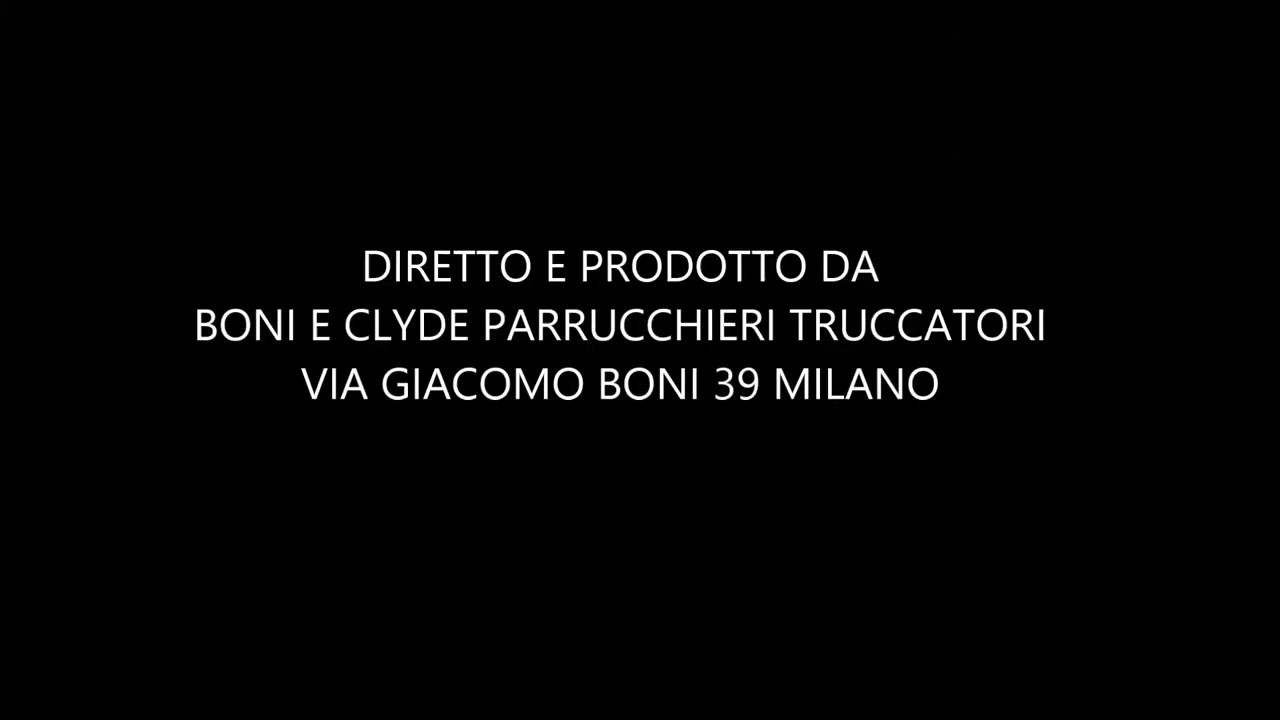 DIRETTO E PRODOTTO DA
BONI E CLYDE PARRUCCHIERI TRUCCATORI
VIA GIACOMO BONI 39 MILANO